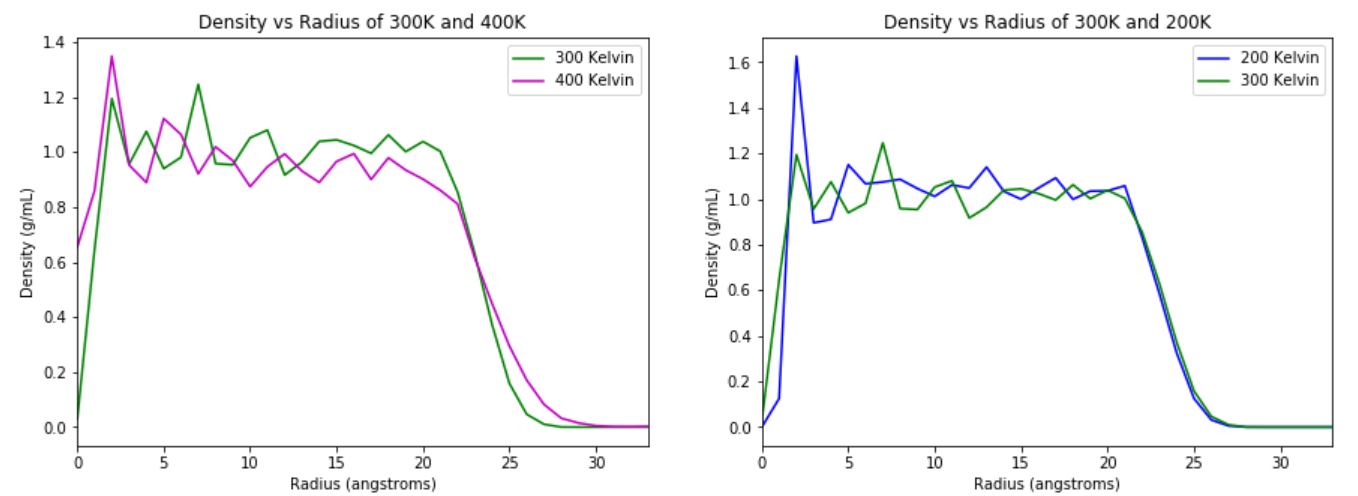 Density vs Radius of 300K and 400K
300 Kelvin
400 Kelvin
1.4
1.2
1.0
0.8
0.6
0.4
0.2
0.0
Density (g/mL)
0 5 10 15 20 25 30
Radius (angstroms)
Density vs Radius of 300K and 200K
200 Kelvin
300 Kelvin
1.6
1.4
1.2
1.0
0.8
0.6
0.4
0.2
0.0
Density (g/mL)
0 5 10 15 20 25 30
Radius (angstroms)